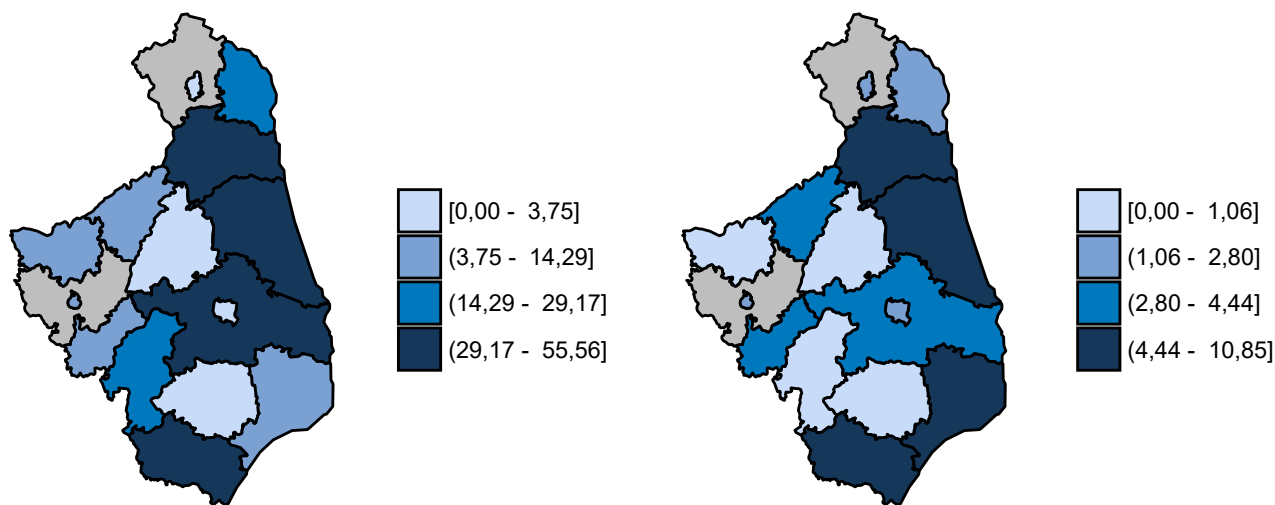 [0,00 - 3,75]
(3,75 - 14,29]
(14,29 - 29,17]
(29,17 - 55,56]
[0,00 - 1,06]
(1,06 - 2,80]
(2,80 - 4,44]
(4,44 - 10,85]